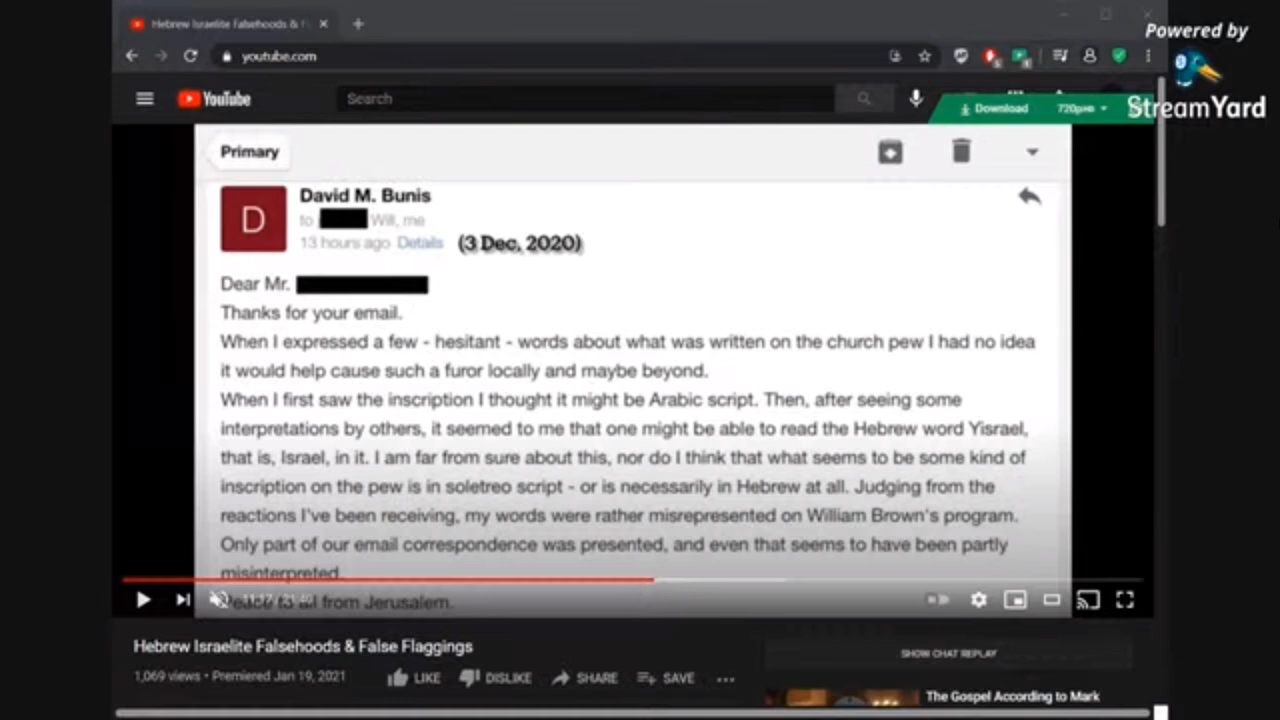 Hebrew Israelite Falsehoods &
Powered by
youtube.com
YouTube
Search
Download
StreamYard
Primary
David M. Bunis
D
to Will, me
13 hours ago Details (3 Dec, 2020)
Dear Mr.
Thanks for your email.
When I expressed a few - hesitant - words about what was written on the church pew I had no idea
it would help cause such a furor locally and maybe beyond.
When I first saw the inscription I thought it might be Arabic script. Then, after seeing some
interpretations by others, it seemed to me that one might be able to read the Hebrew word Yisrael,
that is, Israel, in it. I am far from sure about this, nor do I think that what seems to be some kind of
inscription on the pew is in soletreo script - or is necessarily in Hebrew at all. Judging from the
reactions I've been receiving, my words were rather misrepresented on William Brown's program.
Only part of our email correspondence was presented, and even that seems to have been partly
misinterpreted.
Peace to all from Jerusalem.
Hebrew Israelite Falsehoods & False Flaggings
SHOW CHAT REPLAY
1,069 views • Premiered Jan 19, 2021
LIKE
DISLIKE
SHARE
SAVE
The Gospel According to Mark